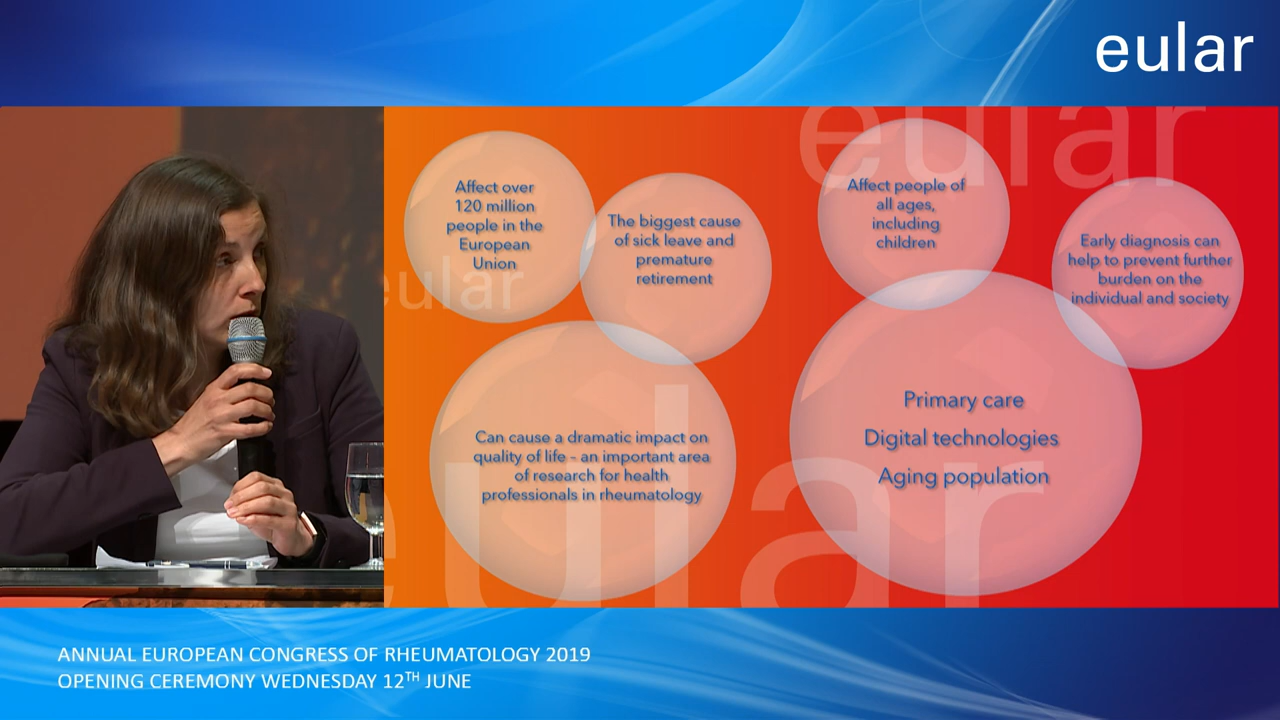 eular
eular
eular
eular
Affect over
120 million
people in the
European
Union
The biggest cause
of sick leave and
premature
retirement
Affect people of
all ages,
including
children
Early diagnosis can
help to prevent further
burden on the
individual and society
Can cause a dramatic impact on
quality of life – an important area
of research for health
professionals in rheumatology
Primary care
Digital technologies
Aging population
ANNUAL EUROPEAN CONGRESS OF RHEUMATOLOGY 2019
OPENING CEREMONY WEDNESDAY 12TH JUNE